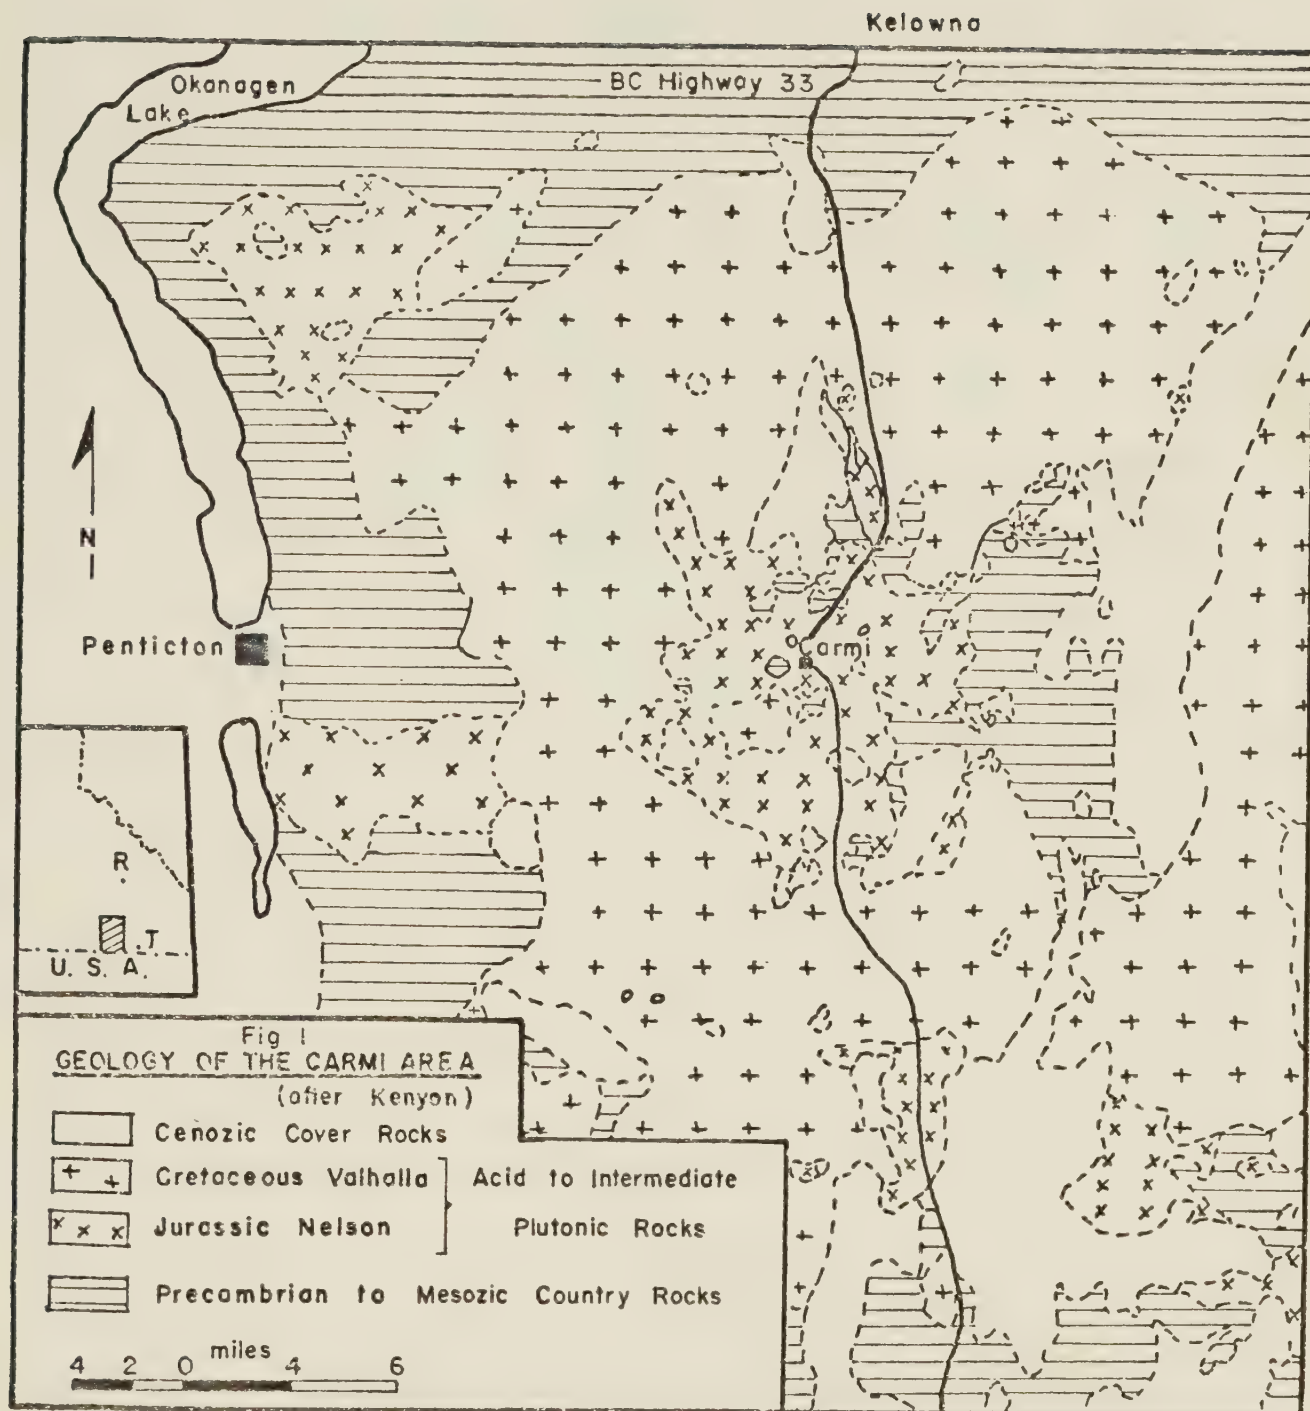 Kelowna
Okanagen
Lake
BC Highway 33
N
Penticton
Carmi
R
T
U. S. A.
Fig 1
GEOLOGY OF THE CARMI AREA
(after Kenyon)
Cenozic Cover Rocks
Cretaceous Valhalla
Acid to Intermediate
Jurassic Nelson
Plutonic Rocks
Precambrian to Mesozic Country Rocks
miles
4 2 0 4 6